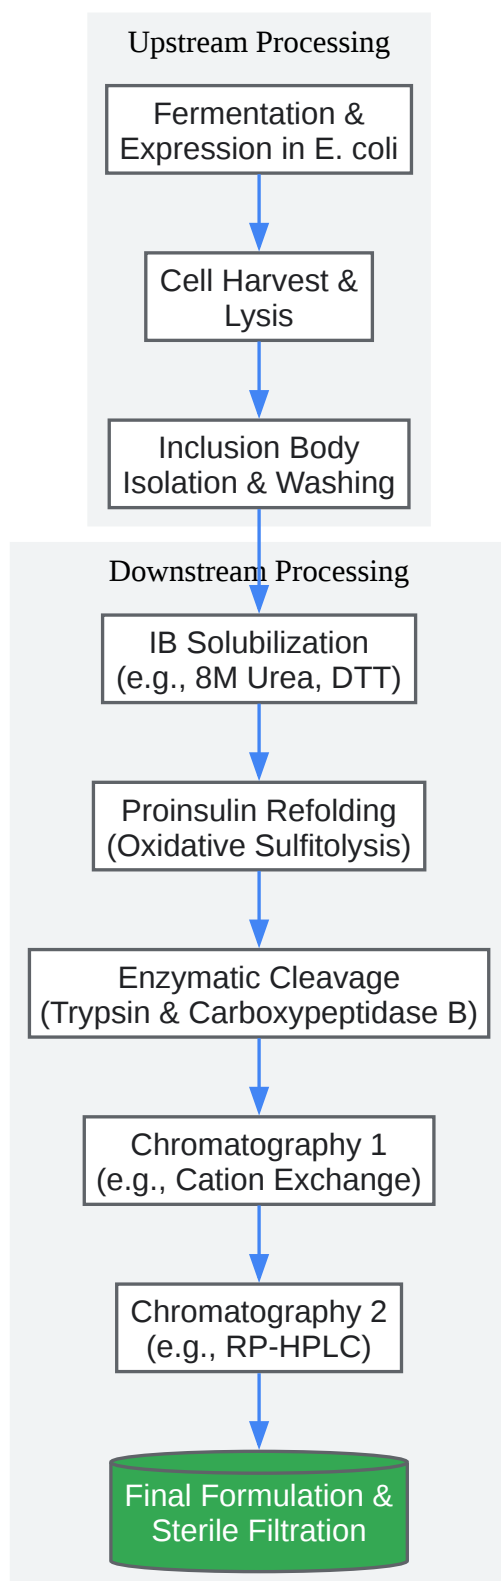 Upstream Processing
Fermentation &
Expression in E. coli
Cell Harvest &
Lysis
Inclusion Body
Isolation & Washing
Downstream Processing
IB Solubilization
(e.g., 8M Urea, DTT)
Proinsulin Refolding
(Oxidative Sulfitolysis)
Enzymatic Cleavage
(Trypsin & Carboxypeptidase B)
Chromatography 1
(e.g., Cation Exchange)
Chromatography 2
(e.g., RP-HPLC)
Final Formulation &
Sterile Filtration